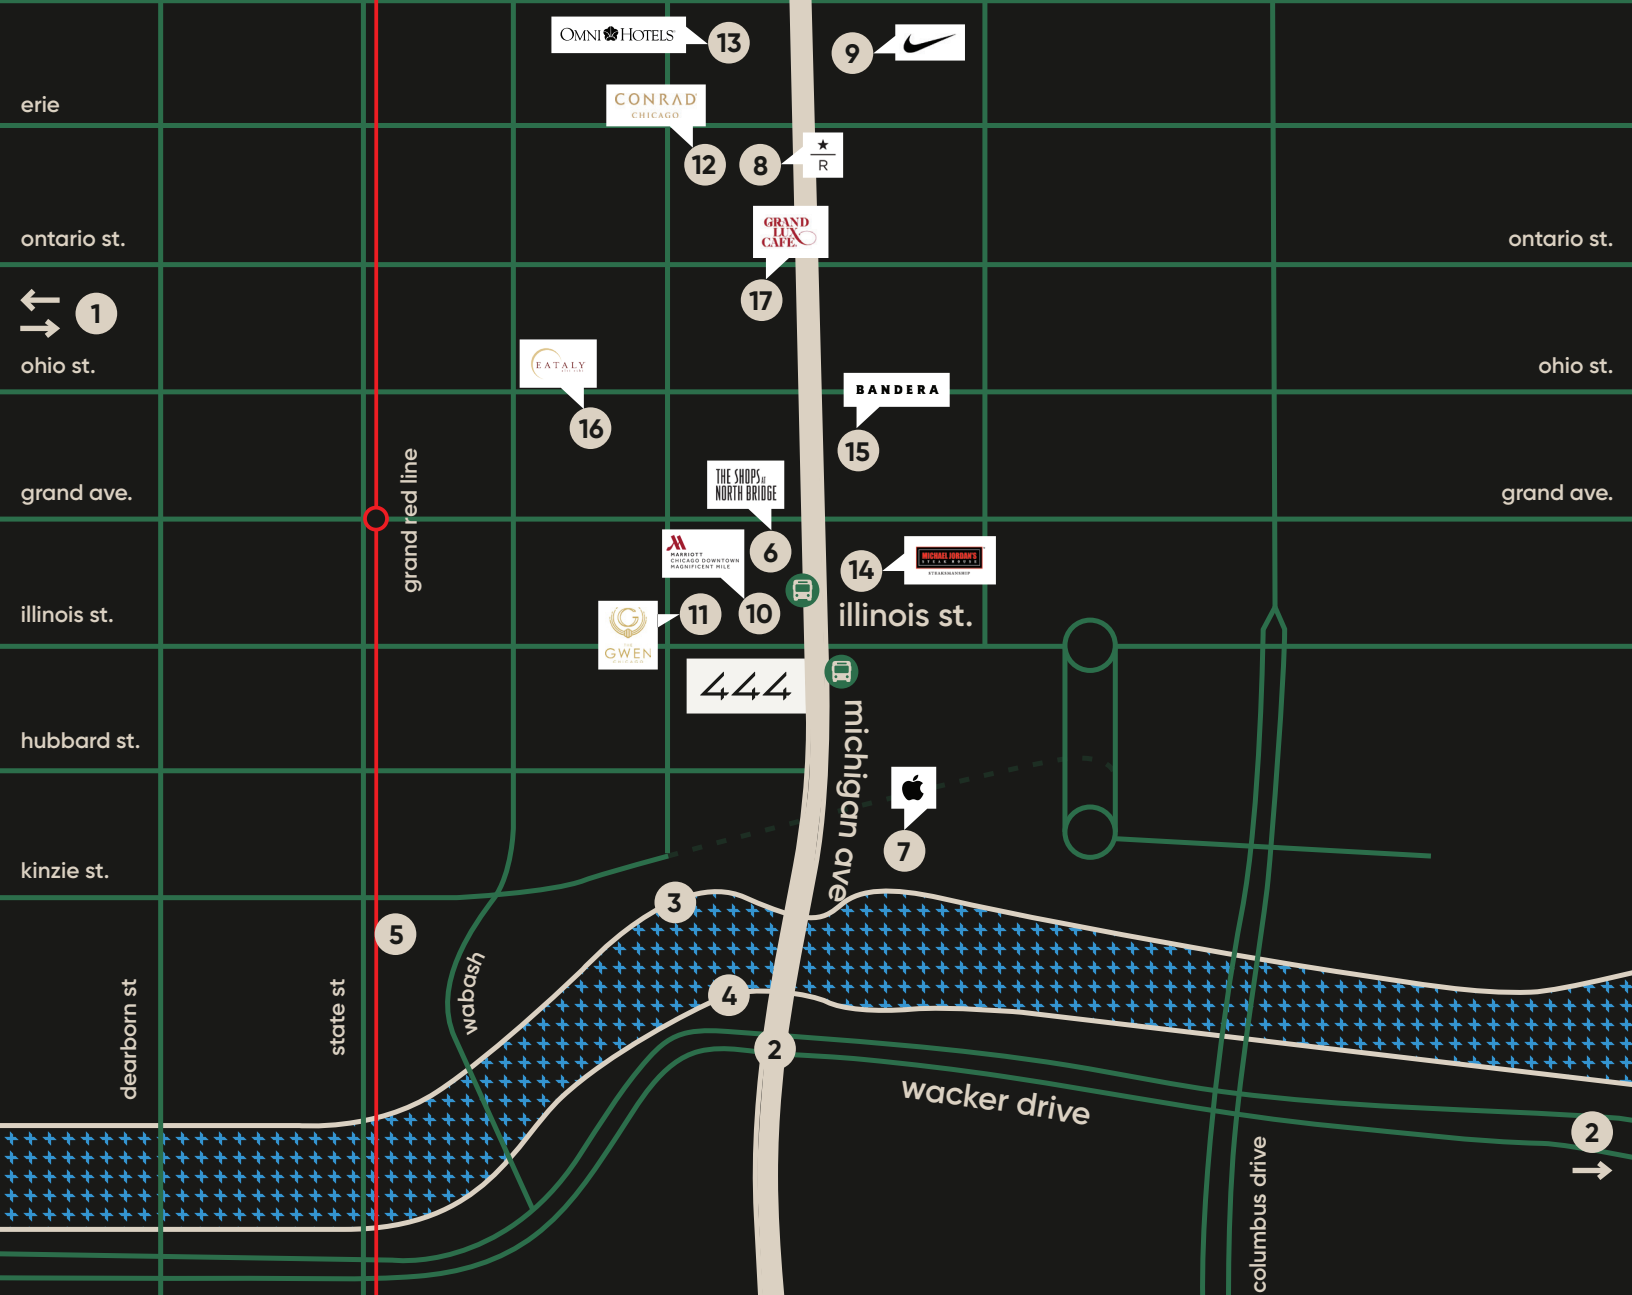 OMNI HOTELS
13
9
erie
CONRAD
CHICAGO
12
8
R
ontario st.
GRAND
LUX
CAFE
ontario st.
17
1
ohio st.
EATALY
ohio st.
BANDERA
16
15
grand ave.
grand red line
THE SHOPS AT
NORTH BRIDGE
grand ave.
6
MARRIOTT
CHICAGO DOWNTOWN
MAGNIFICENT MILE
14
MICHAEL JORDAN'S
STEAK HOUSE
illinois st.
G
GWEN
CHICAGO
11
10
illinois st.
444
hubbard st.
michigan ave
7
kinzie st.
3
5
4
wabash
dearborn st
state st
2
wacker drive
2
columbus drive